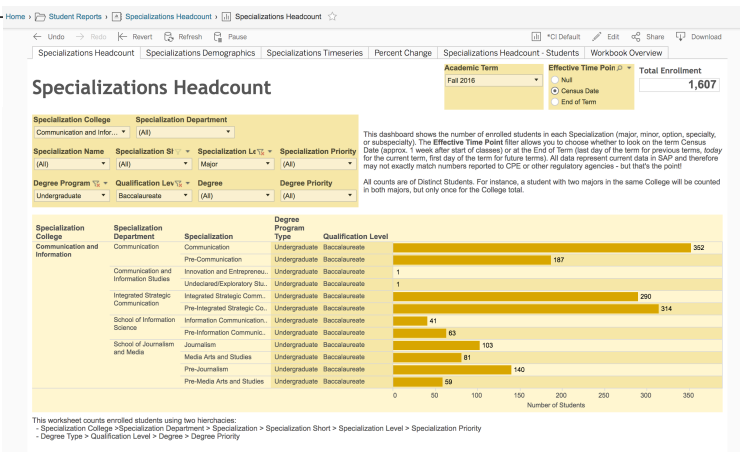 Home › Student Reports › Specializations Headcount › Specializations Headcount
← Undo → Redo Revert Refresh Pause *CI Default Edit Share Download
Specializations Headcount Specializations Demographics Specializations Timeseries Percent Change Specializations Headcount - Students Workbook Overview
Specializations Headcount
Academic Term
Fall 2016
Effective Time Poin
Null
Census Date
End of Term
Total Enrollment
1,607
Specialization College Specialization Department
Communication and Infor... (All)
Specialization Name Specialization Sl Specialization Le Specialization Priority
(All) (All) Major (All)
Degree Program Qualification Lev Degree Degree Priority
Undergraduate Baccalaureate (All) (All)
This dashboard shows the number of enrolled students in each Specialization (major, minor, option, specialty,
or subspecialty). The Effective Time Point filter allows you to choose whether to look on the term Census
Date (approx. 1 week after start of classes) or at the End of Term (last day of the term for previous terms, today
for the current term, first day of the term for future terms). All data represent current data in SAP and therefore
may not exactly match numbers reported to CPE or other regulatory agencies - but that's the point!
All counts are of Distinct Students. For instance, a student with two majors in the same College will be counted
in both majors, but only once for the College total.
Specialization
College
Specialization
Department
Specialization
Degree
Program
Type
Qualification Level
Communication and
Information
Communication
Communication Undergraduate Baccalaureate 352
Pre-Communication Undergraduate Baccalaureate 187
Communication and
Information Studies
Innovation and Entrepreneu.. Undergraduate Baccalaureate 1
Undeclared/Exploratory Stu.. Undergraduate Baccalaureate 1
Integrated Strategic
Communication
Integrated Strategic Comm.. Undergraduate Baccalaureate 290
Pre-Integrated Strategic Co.. Undergraduate Baccalaureate 314
School of Information
Science
Information Communication.. Undergraduate Baccalaureate 41
Pre-Information Communic.. Undergraduate Baccalaureate 63
School of Journalism
and Media
Journalism Undergraduate Baccalaureate 103
Media Arts and Studies Undergraduate Baccalaureate 81
Pre-Journalism Undergraduate Baccalaureate 140
Pre-Media Arts and Studies Undergraduate Baccalaureate 59
0 50 100 150 200 250 300 350
Number of Students
This worksheet counts enrolled students using two hierchacies:
- Specialization College >Specialization Department > Specialization > Specialization Short > Specialization Level > Specialization Priority
- Degree Type > Qualification Level > Degree > Degree Priority